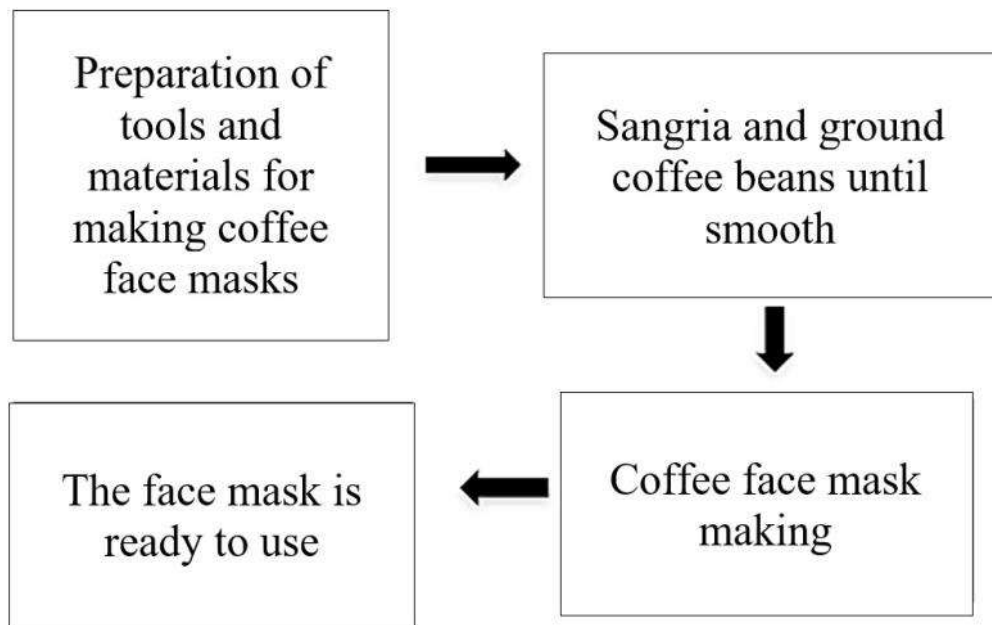 Preparation of
tools and
materials for
making coffee
face masks
Sangria and ground
coffee beans until
smooth
Coffee face mask
making
The face mask is
ready to use